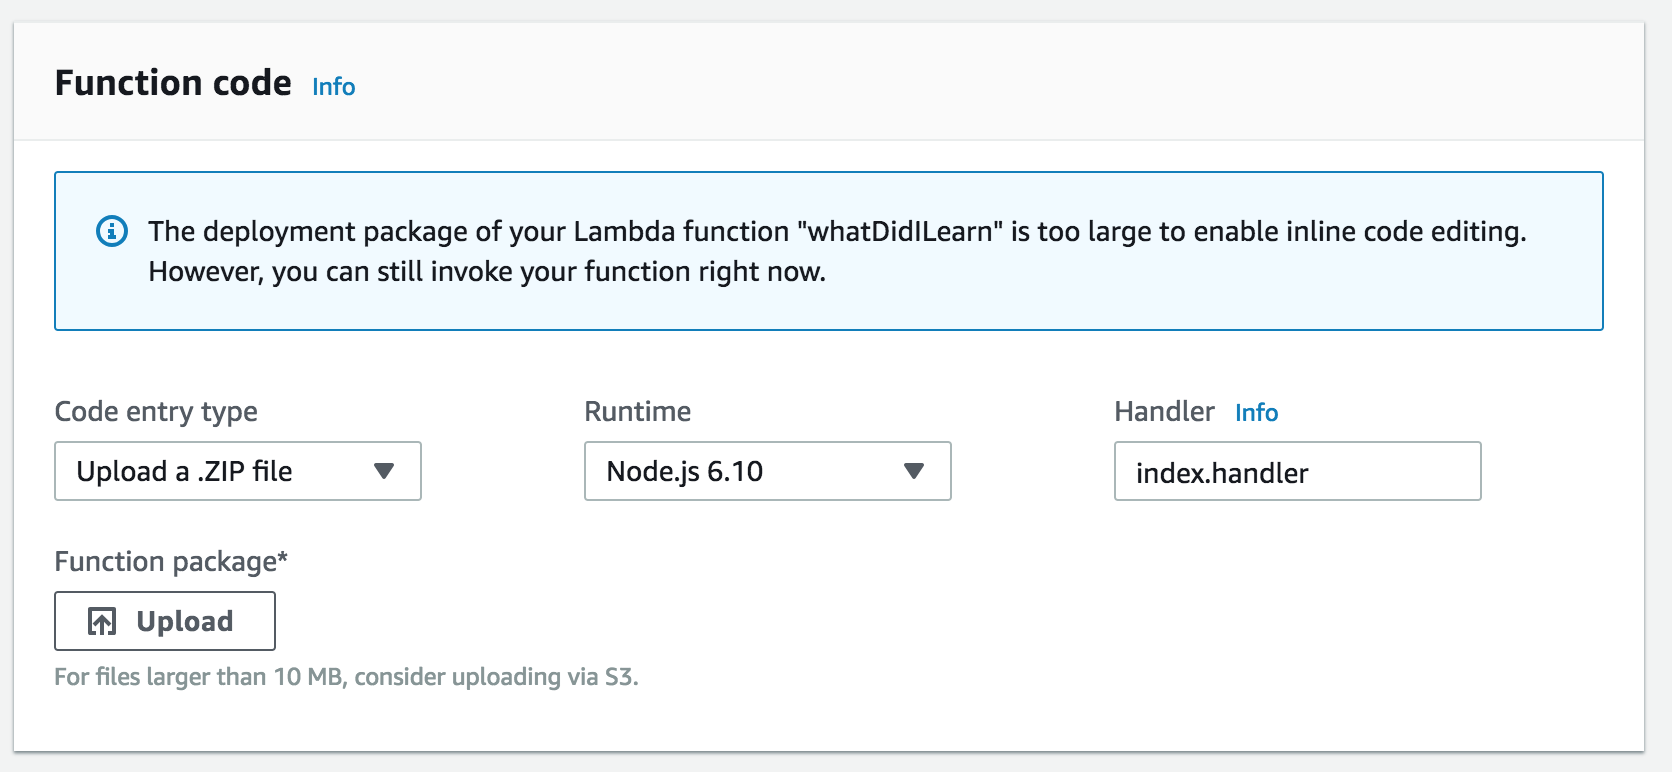 Function code Info
The deployment package of your Lambda function "whatDidILearn" is too large to enable inline code editing.
However, you can still invoke your function right now.
Code entry type
Upload a .ZIP file
Runtime
Node.js 6.10
Handler Info
index.handler
Function package*
Upload
For files larger than 10 MB, consider uploading via S3.